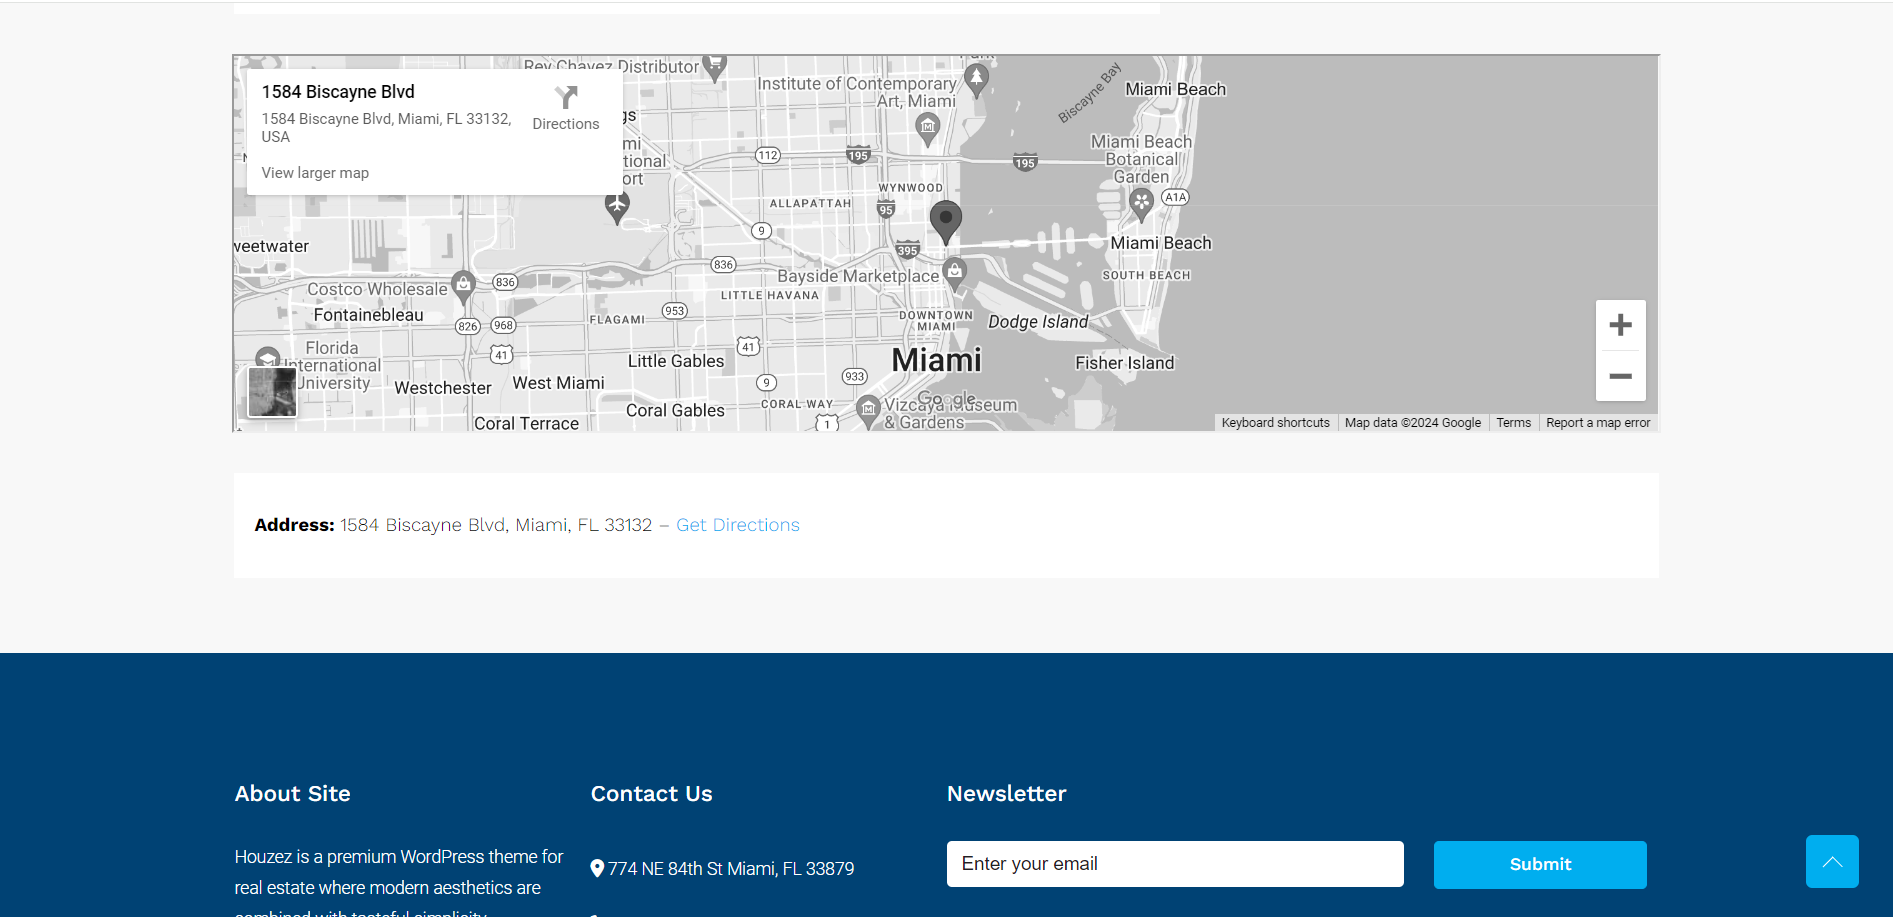 Rey Chavez Distributor
1584 Biscayne Blvd
1584 Biscayne Blvd, Miami, FL 33132,
USA
Directions
View larger map
Institute of Contemporary
Art, Miami
Biscayne Bay
Miami Beach
Miami Beach
Botanical
Garden
112
195
195
WYNWOOD
ALLAPATTAH
95
A1A
9
395
Miami Beach
836
Bayside Marketplace
SOUTH BEACH
Costco Wholesale
836
LITTLE HAVANA
Fontainebleau
826
968
FLAGAMI
953
DOWNTOWN
MIAMI
Dodge Island
Florida
International
University
41
Little Gables
41
Miami
Fisher Island
Westchester
West Miami
9
933
Coral Gables
CORAL WAY
Google
Vizcaya Museum
& Gardens
Coral Terrace
1
Keyboard shortcuts
Map data ©2024 Google
Terms
Report a map error
Address: 1584 Biscayne Blvd, Miami, FL 33132 – Get Directions
About Site
Contact Us
Newsletter
Houzez is a premium WordPress theme for
real estate where modern aesthetics are
combined with tasteful simplicity
774 NE 84th St Miami, FL 33879
Enter your email
Submit